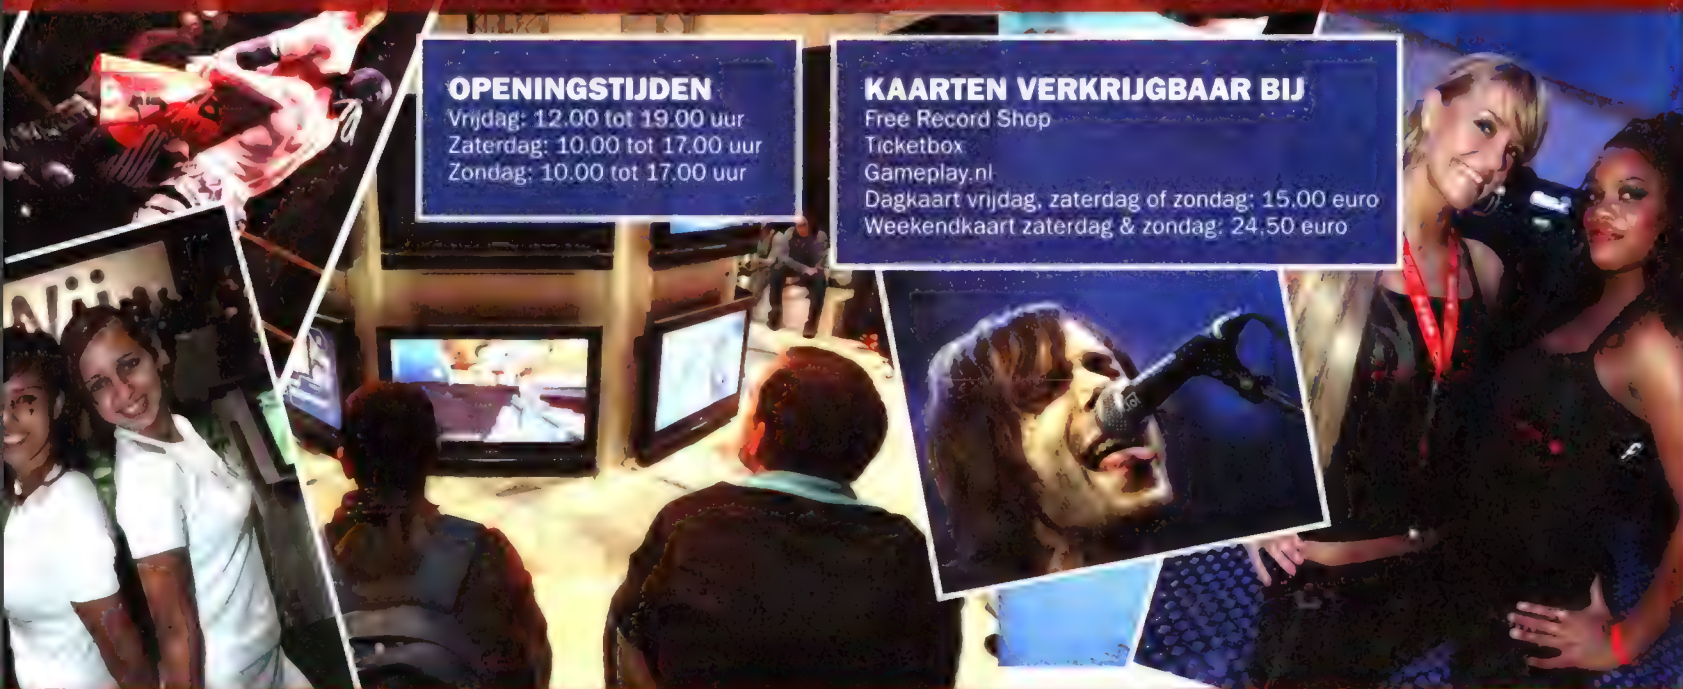 OPENINGSTIJDEN
Vrijdag: 12.00 tot 19.00 uur
Zaterdag: 10.00 tot 17.00 uur
Zondag: 10.00 tot 17.00 uur
KAARTEN VERKRIJGBAAR BIJ
Free Record Shop
Ticketbox
Gameplay.nl
Dagkaart vrijdag, zaterdag of zondag: 15.00 euro
Weekendkaart zaterdag & zondag: 24.50 euro